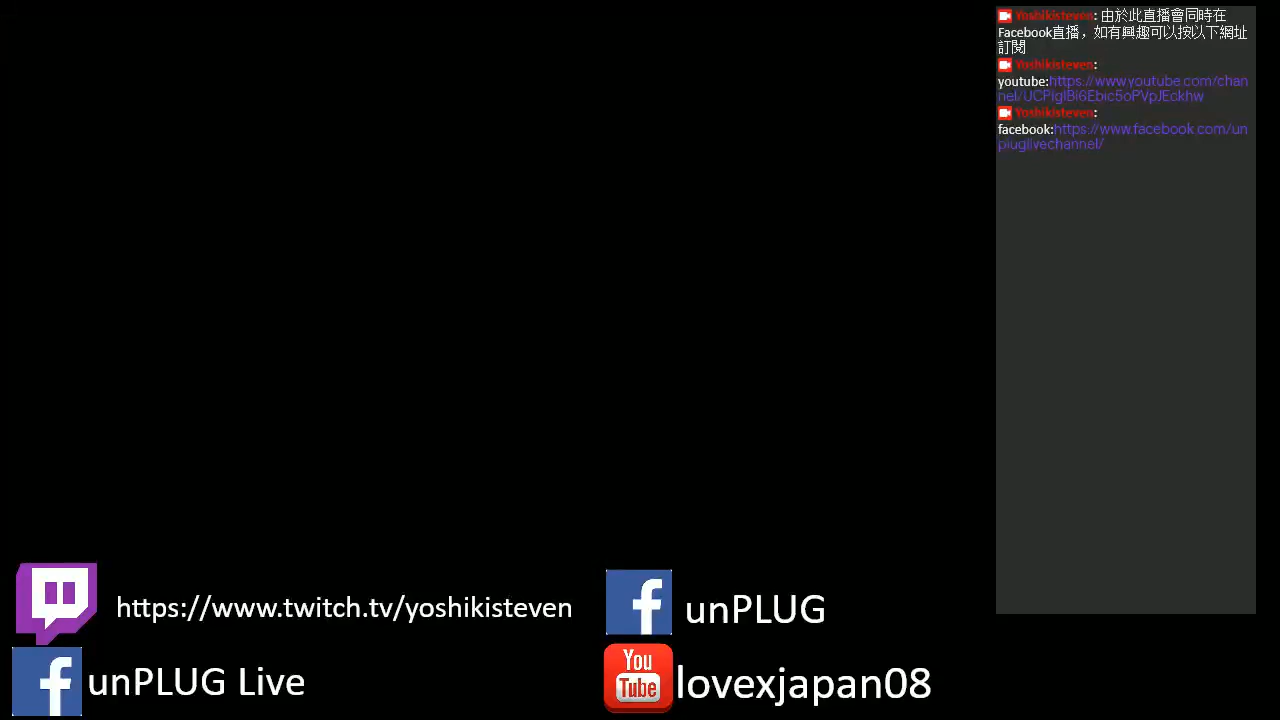 Yoshikisteven: 由於此直播會同時在
Facebook直播，如有興趣可以按以下網址
訂閱
Yoshikisteven:
youtube:https://www.youtube.com/chan
Yoshikisteven:
facebook:https://www.facebook.com/un
pluglivechannel/
https://www.twitch.tv/yoshikisteven
unPLUG
unPLUG Live
You
Tube
lovexjapan08